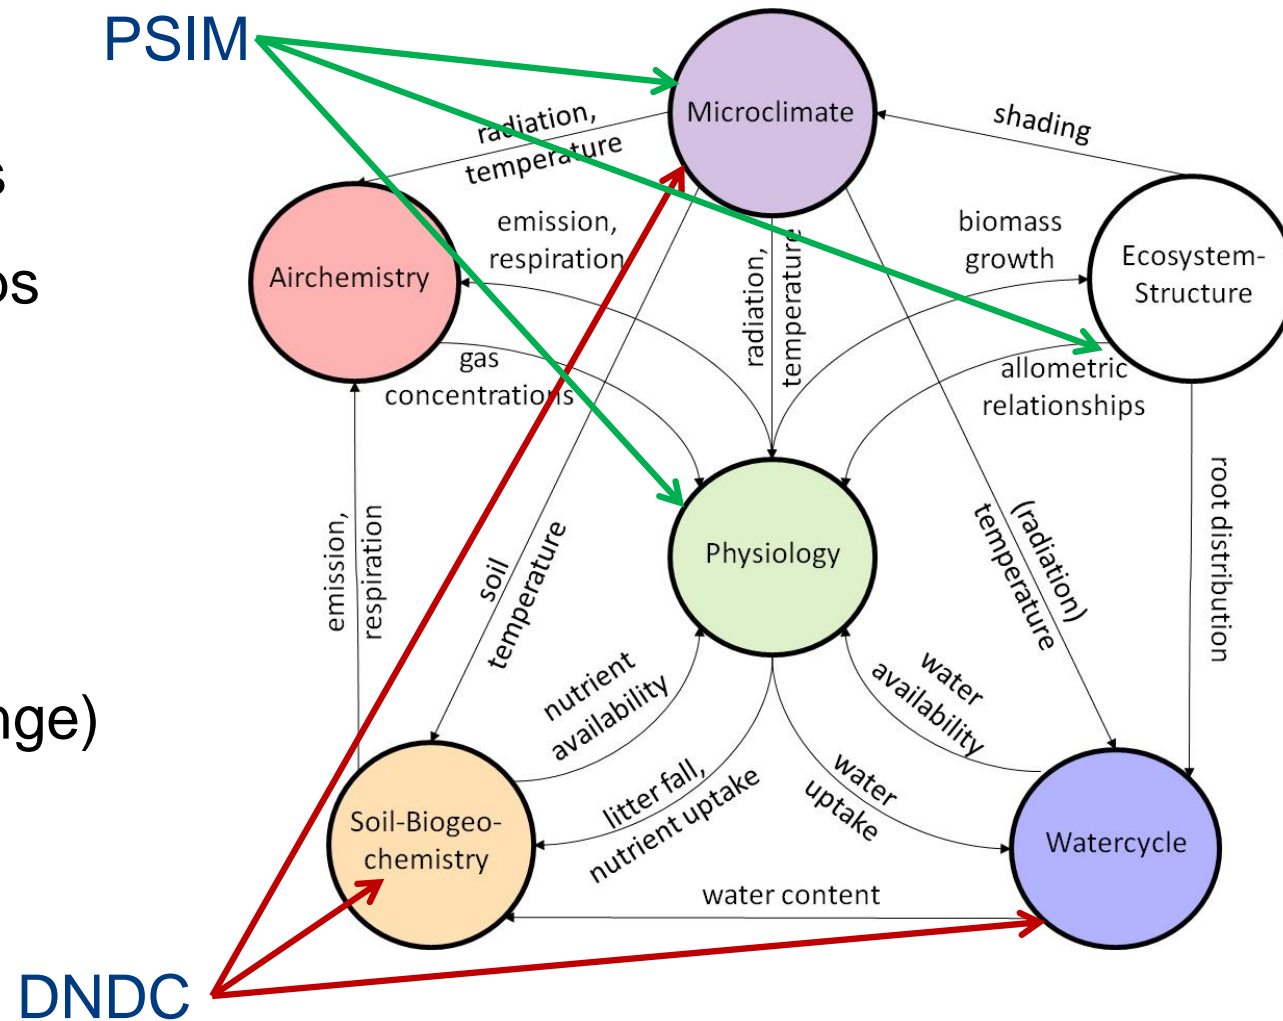 PSIM
Microclimate
shading
radiation,
temperature
s
emission,
respiration
biomass
growth
Ecosystem-
Structure
Airchemistry
radiation,
temperature
os
gas
concentrations
allometric
relationships
root distribution
emission,
respiration
soil
temperature
Physiology
(radiation)
temperature
nutrient
availability
water
availability
nge)
litter fall,
nutrient uptake
water
uptake
Soil-Biogeo-
chemistry
Watercycle
water content
DNDC